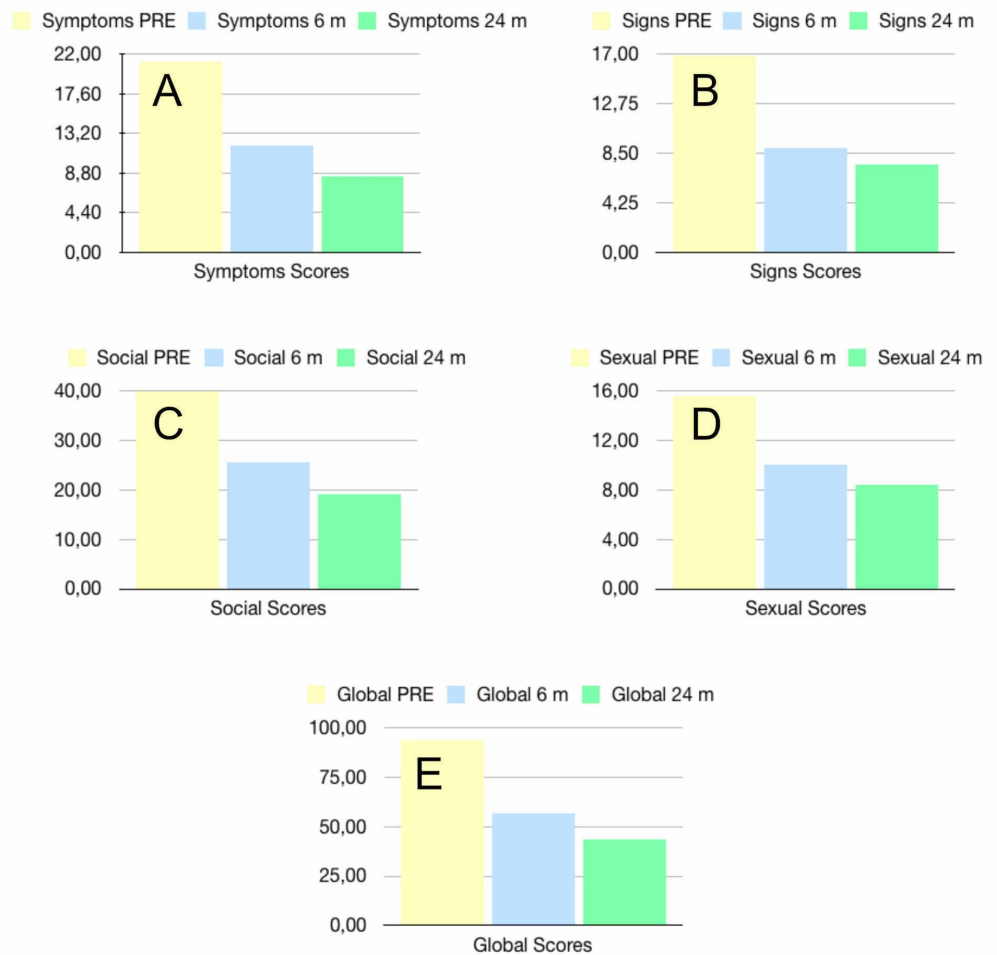 Symptoms PRE Symptoms 6 m Symptoms 24 m
22,00
17,60
13,20
8,80
4,40
0,00
A
Symptoms Scores
Signs PRE Signs 6 m Signs 24 m
17,00
12,75
8,50
4,25
0,00
B
Signs Scores
Social PRE Social 6 m Social 24 m
40,00
30,00
20,00
10,00
0,00
C
Social Scores
Sexual PRE Sexual 6 m Sexual 24 m
16,00
12,00
8,00
4,00
0,00
D
Sexual Scores
Global PRE Global 6 m Global 24 m
100,00
75,00
50,00
25,00
0,00
E
Global Scores